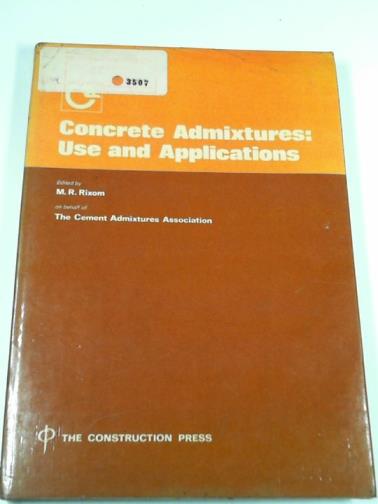 3507
Concrete Admixtures:
Use and Applications
Edited by
M. R. Rixom
on behalf of
The Cement Admixtures Association
THE CONSTRUCTION PRESS